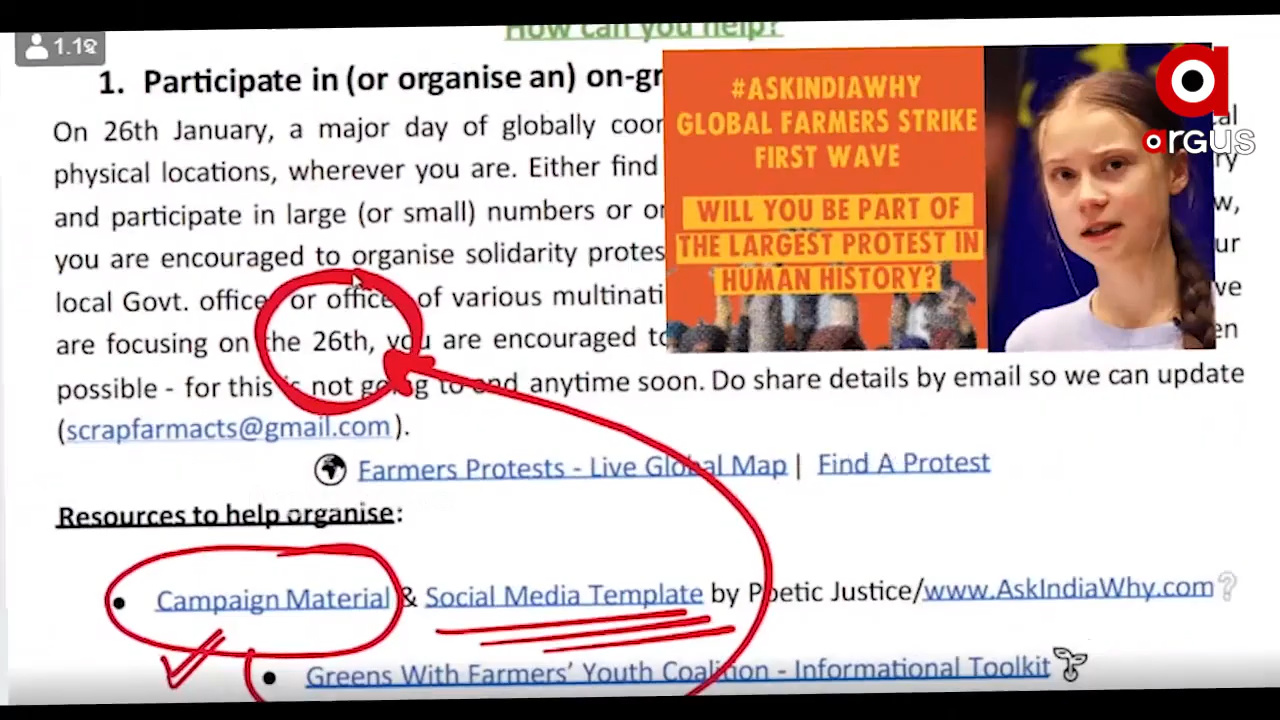 How can you help?
1.1ହ
1. Participate in (or organise an) on-gr
On 26th January, a major day of globally coor
physical locations, wherever you are. Either find
and participate in large (or small) numbers or or
w,
you are encouraged to organise solidarity protes
ur
local Govt. office or offices of various multinati
we
are focusing on the 26th, you are encouraged to
en
possible - for this is not going to end anytime soon. Do share details by email so we can update
(scrapfarmacts@gmail.com).
Farmers Protests - Live Global Map | Find A Protest
Resources to help organise:
• Campaign Material & Social Media Template by Poetic Justice/www.AskIndiaWhy.com
• Greens With Farmers' Youth Coalition - Informational Toolkit
#ASKINDIAWHY
GLOBAL FARMERS STRIKE
FIRST WAVE
WILL YOU BE PART OF
THE LARGEST PROTEST IN
HUMAN HISTORY?
a
argus